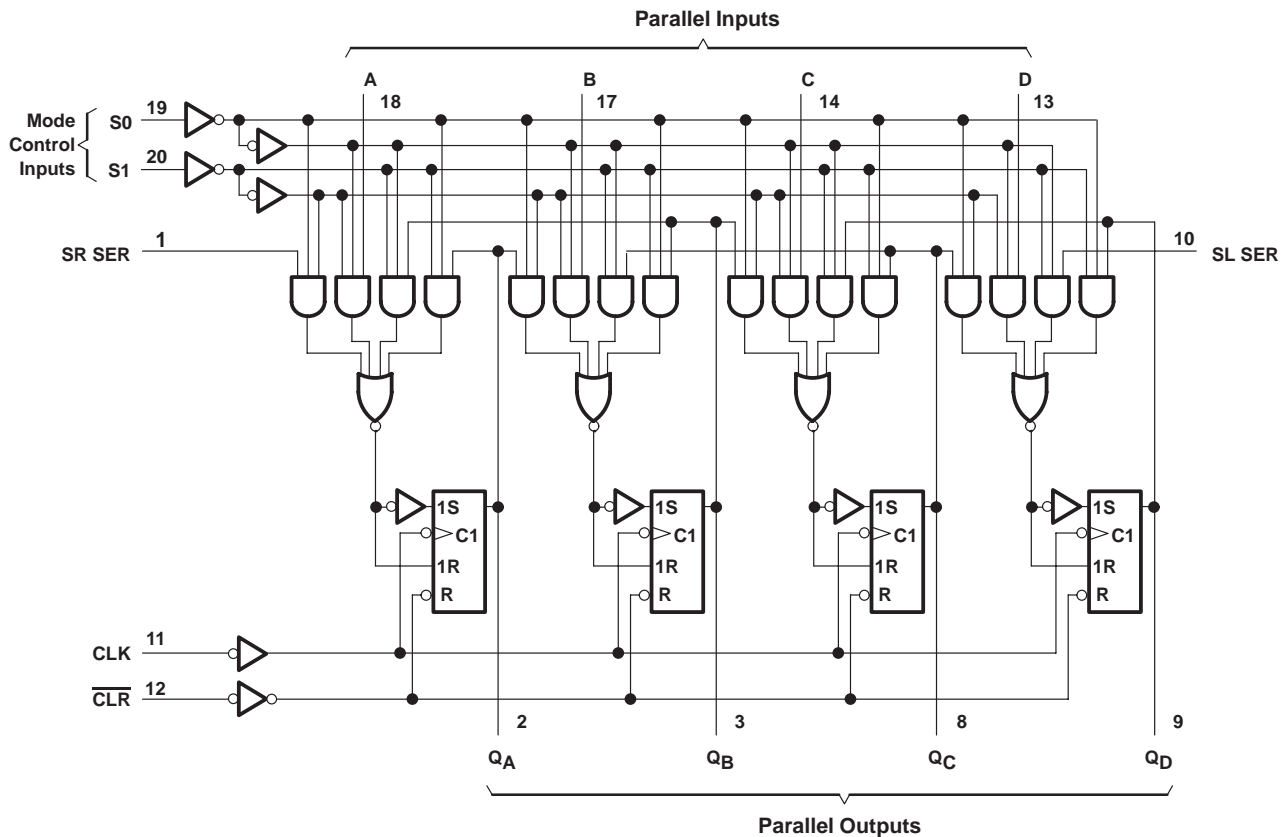 Parallel Inputs
A B C D
18 17 14 13
Mode Control Inputs
S0 19
S1 20
SR SER 1
10 SL SER
1S 1S 1S 1S
C1 C1 C1 C1
1R 1R 1R 1R
R R R R
CLK 11
CLR 12
2 3 8 9
QA QB QC QD
Parallel Outputs